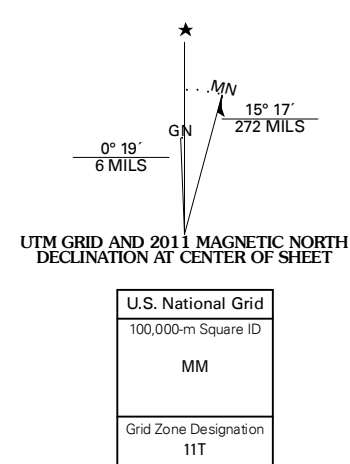 MN
15° 17´
272 MILS
GN
0° 19´
6 MILS
UTM GRID AND 2011 MAGNETIC NORTH
DECLINATION AT CENTER OF SHEET
U.S. National Grid
100,000-m Square ID
MM
Grid Zone Designation
11T